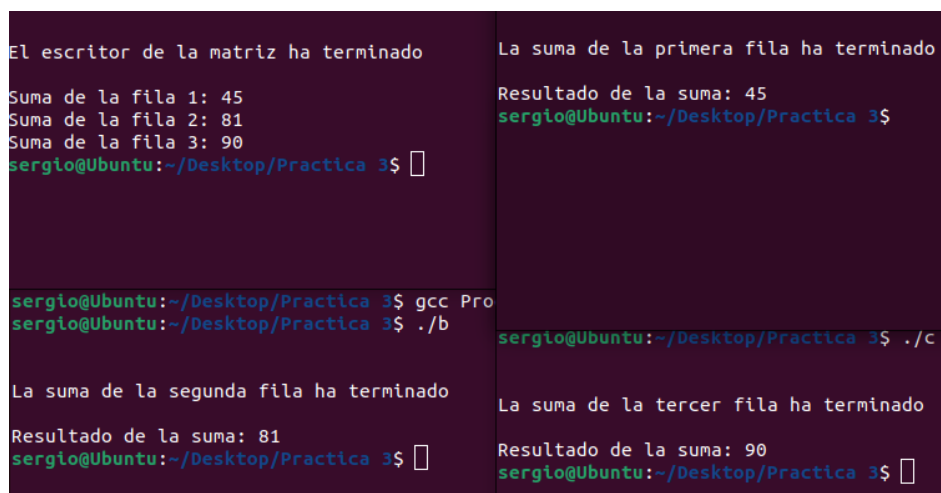 El escritor de la matriz ha terminado
Suma de la fila 1: 45
Suma de la fila 2: 81
Suma de la fila 3: 90
sergio@Ubuntu:~/Desktop/Practica 3$
La suma de la primera fila ha terminado
Resultado de la suma: 45
sergio@Ubuntu:~/Desktop/Practica 3$
sergio@Ubuntu:~/Desktop/Practica 3$ gcc Pro
sergio@Ubuntu:~/Desktop/Practica 3$ ./b
La suma de la segunda fila ha terminado
Resultado de la suma: 81
sergio@Ubuntu:~/Desktop/Practica 3$
sergio@Ubuntu:~/Desktop/Practica 3$ ./c
La suma de la tercer fila ha terminado
Resultado de la suma: 90
sergio@Ubuntu:~/Desktop/Practica 3$